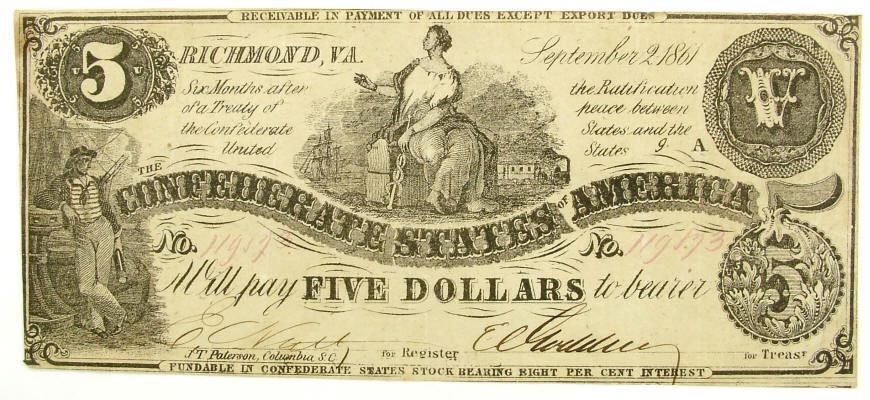 RECEIVABLE IN PAYMENT OF ALL DUES EXCEPT EXPORT DUES
5
RICHMOND, VA.
September 2 1861
V
U U
Six Months after the Ratification
of a Treaty of peace between
the Confederate States and the
United States 9 A
THE CONFEDERATE STATES OF AMERICA
No. 119873 No. 119873
5
Will pay FIVE DOLLARS to bearer
J T Paterson, Columbia S.C. for Register for Treasr
FUNDABLE IN CONFEDERATE STATES STOCK BEARING EIGHT PER CENT INTEREST